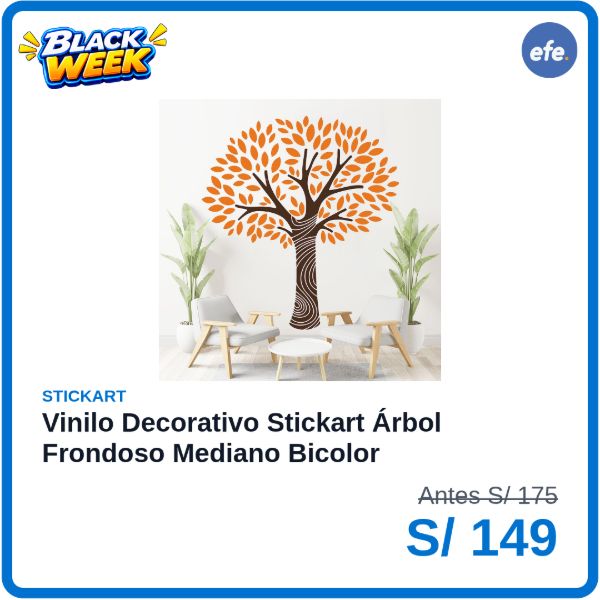 BLACK
WEEK
efe.
STICKART
Vinilo Decorativo Stickart Árbol
Frondoso Mediano Bicolor
Antes S/ 175
S/ 149